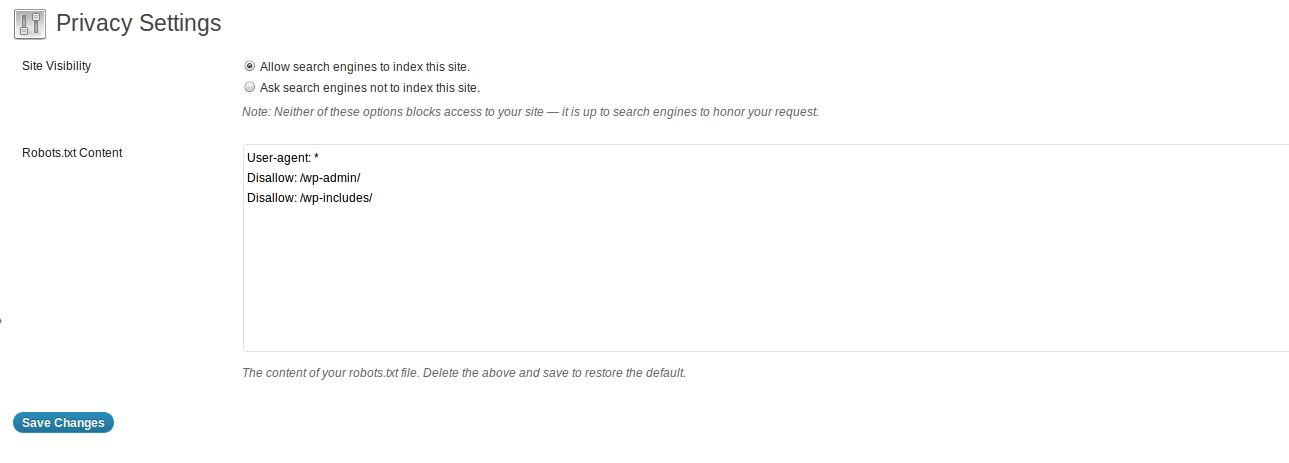 Privacy Settings
Site Visibility
Allow search engines to index this site.
Ask search engines not to index this site.
Note: Neither of these options blocks access to your site — it is up to search engines to honor your request.
Robots.txt Content
User-agent: *
Disallow: /wp-admin/
Disallow: /wp-includes/
The content of your robots.txt file. Delete the above and save to restore the default.
Save Changes